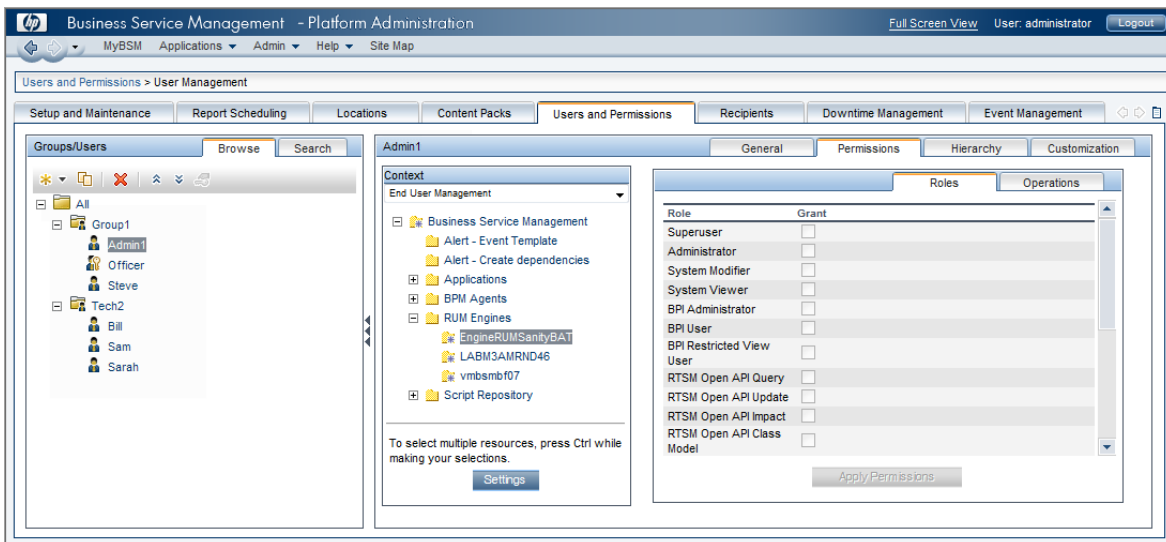 hp Business Service Management - Platform Administration Full Screen View User: administrator Logout
MyBSM Applications Admin Help Site Map
Users and Permissions > User Management
Setup and Maintenance Report Scheduling Locations Content Packs Users and Permissions Recipients Downtime Management Event Management
Groups/Users Browse Search
All
Group1
Admin1
Officer
Steve
Tech2
Bill
Sam
Sarah
Admin1 General Permissions Hierarchy Customization
Context
End User Management
Business Service Management
Alert - Event Template
Alert - Create dependencies
Applications
BPM Agents
RUM Engines
EngineRUMSanityBAT
LABM3AMRND46
vmbsmbf07
Script Repository
To select multiple resources, press Ctrl while
making your selections.
Settings
Roles Operations
Role Grant
Superuser
Administrator
System Modifier
System Viewer
BPI Administrator
BPI User
BPI Restricted View
User
RTSM Open API Query
RTSM Open API Update
RTSM Open API Impact
RTSM Open API Class
Model
Apply Permissions